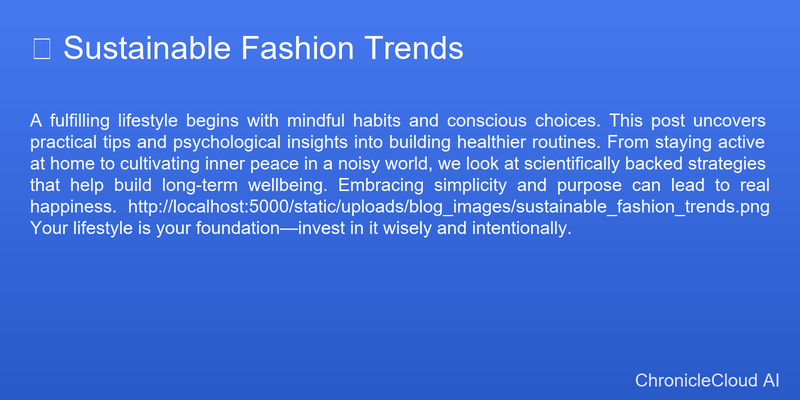 Sustainable Fashion Trends
A fulfilling lifestyle begins with mindful habits and conscious choices. This post uncovers
practical tips and psychological insights into building healthier routines. From staying active
at home to cultivating inner peace in a noisy world, we look at scientifically backed strategies
that help build long-term wellbeing. Embracing simplicity and purpose can lead to real
happiness. http://localhost:5000/static/uploads/blog_images/sustainable_fashion_trends.png
Your lifestyle is your foundation—invest in it wisely and intentionally.
ChronicleCloud AI